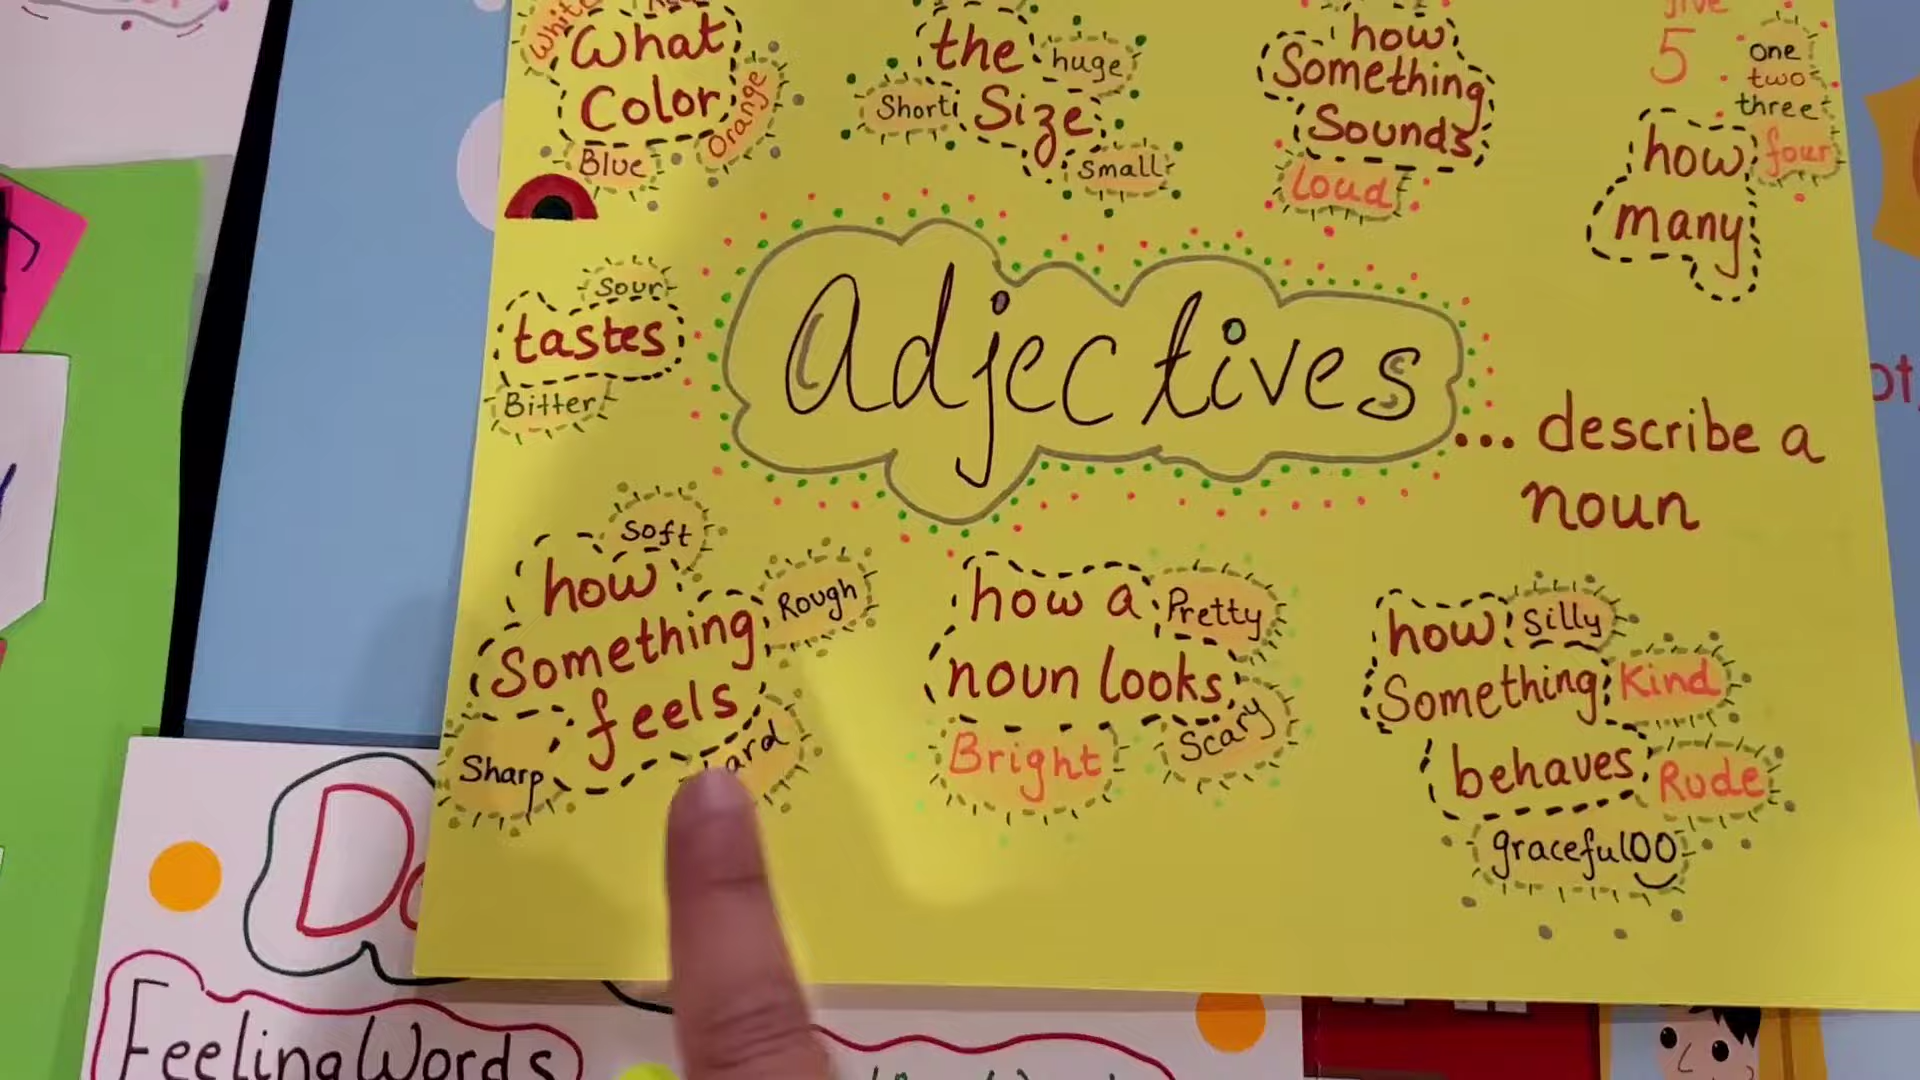 White
What
Color
Orange
Blue
the
huge
Short
Size
Small
how
Something
Sounds
Loud
five
5
one
two
three
how
four
many
Sour
tastes
Bitter
Adjectives
... describe a
noun
Soft
how
Rough
Something
feels
Sharp
how a
Pretty
noun looks
Bright
Scary
how
Silly
Something
Kind
behaves
Rude
graceful
Feeling Words